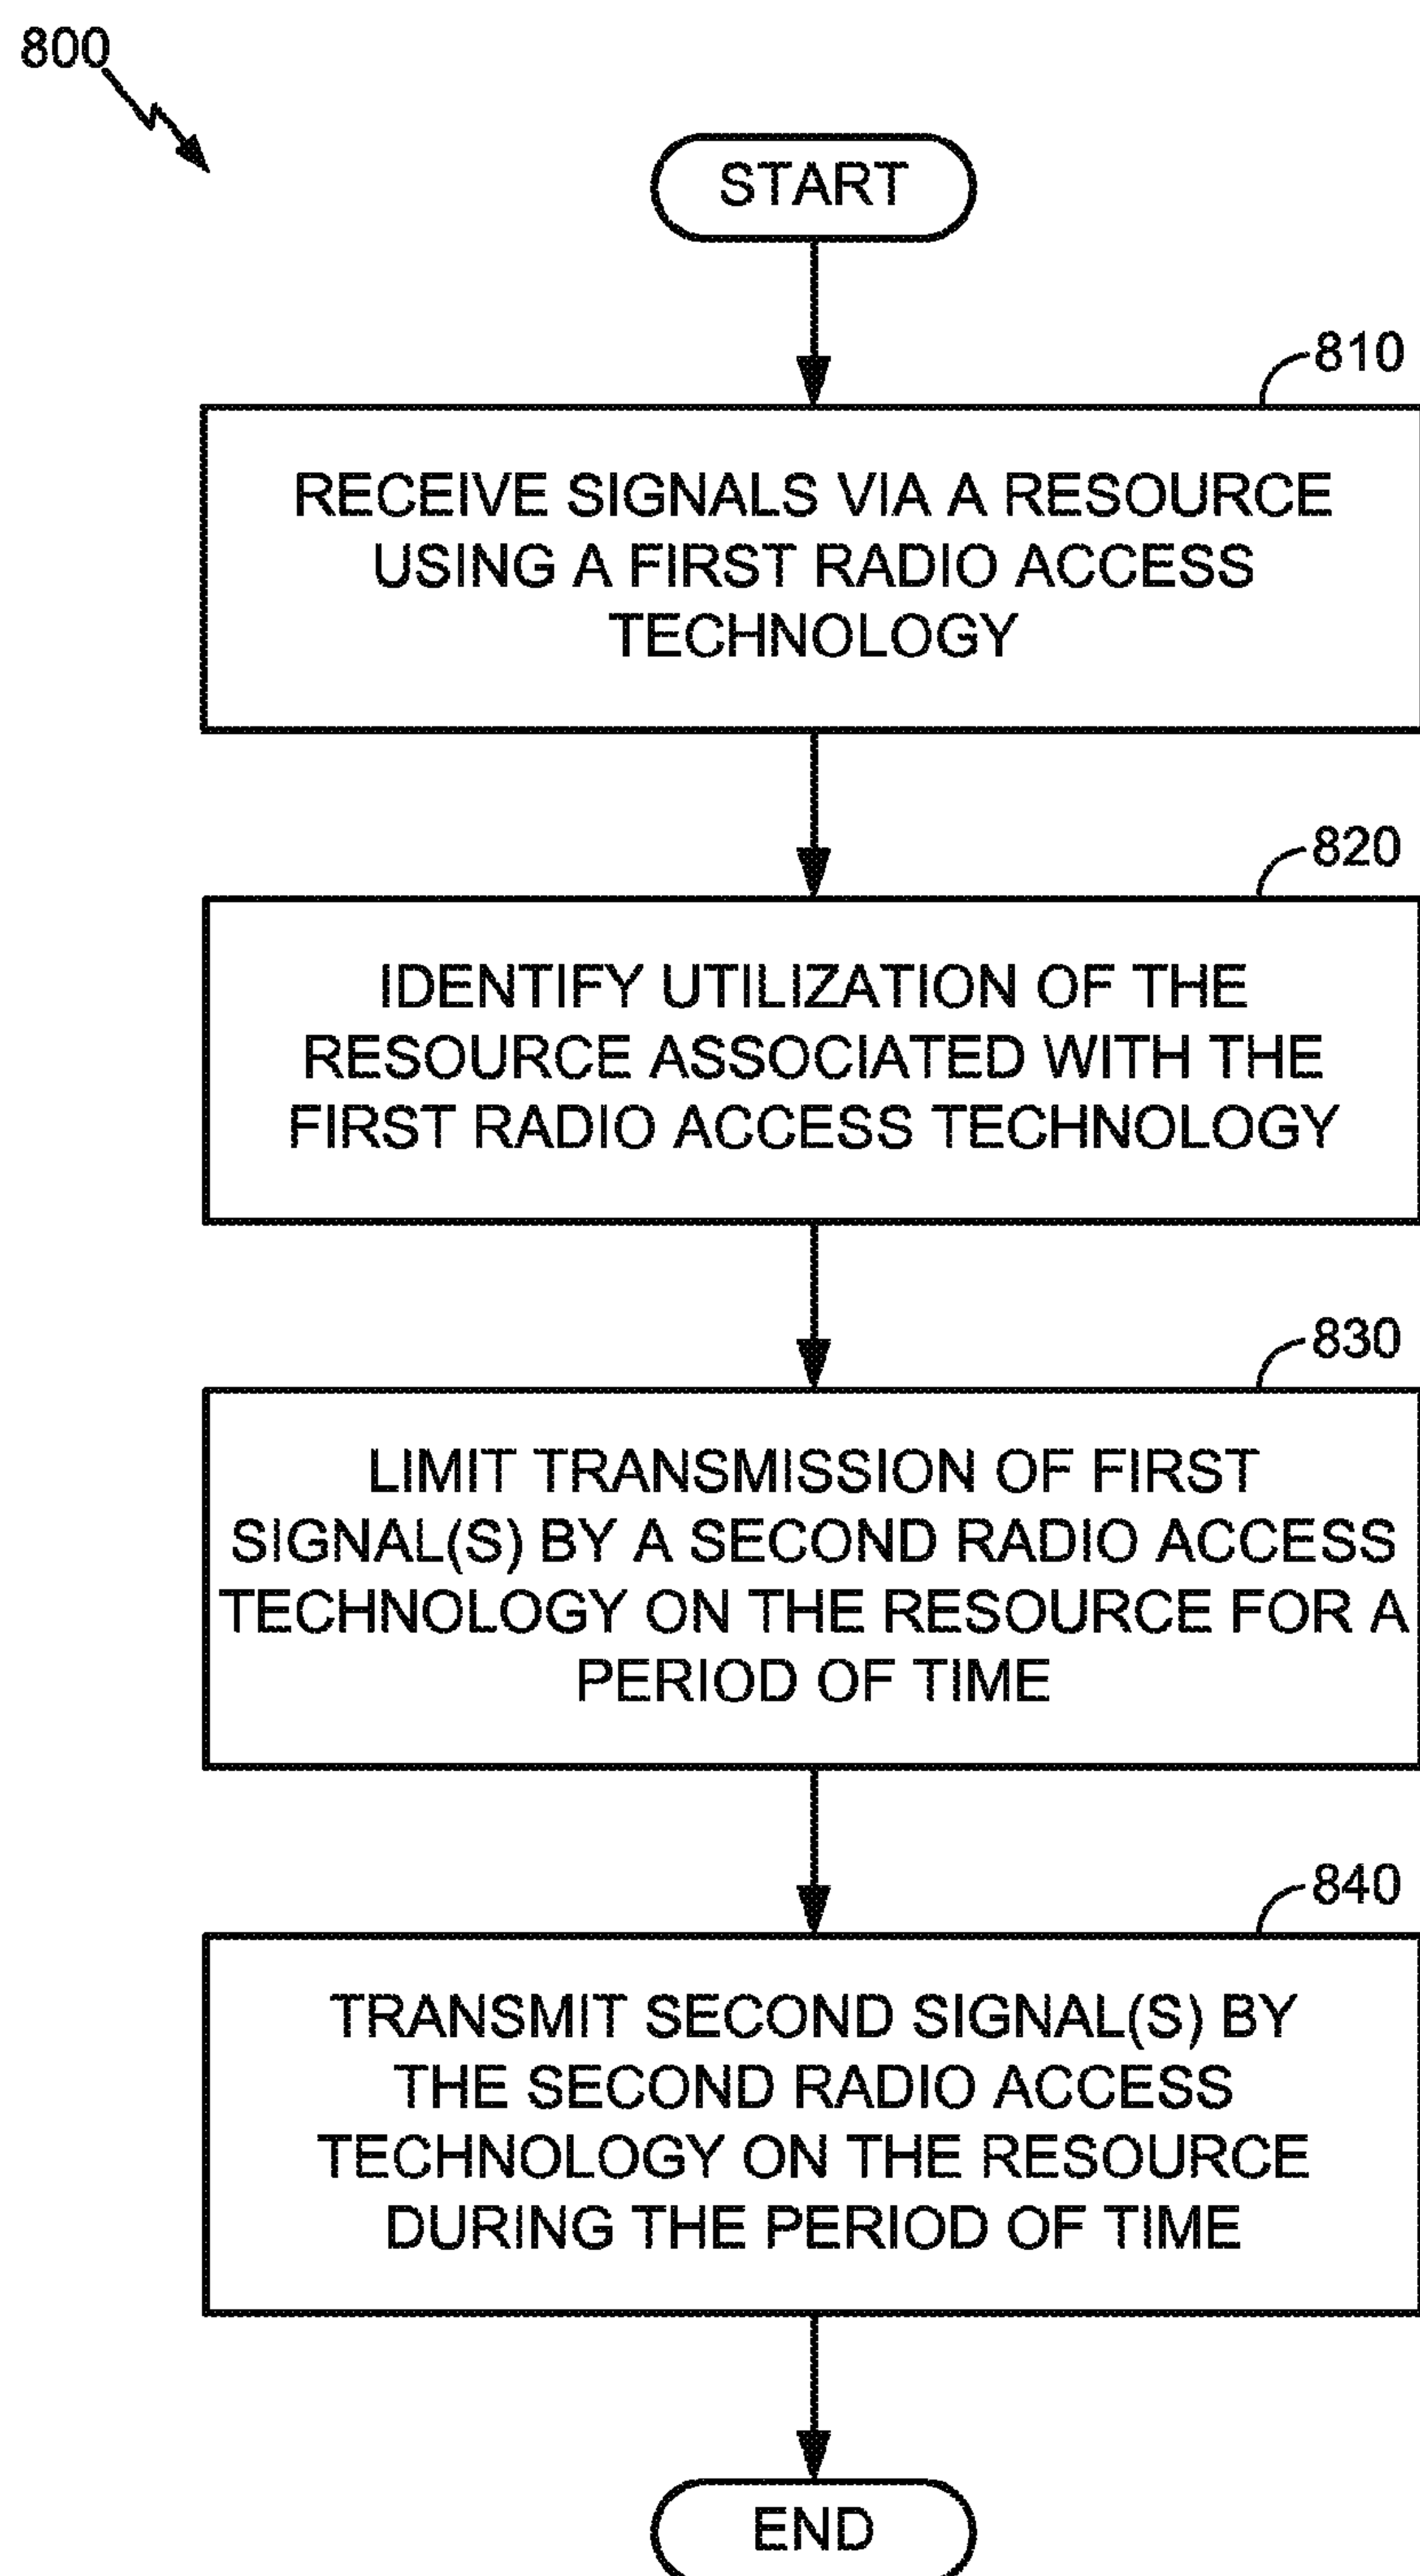 800
START
810
RECEIVE SIGNALS VIA A RESOURCE
USING A FIRST RADIO ACCESS
TECHNOLOGY
820
IDENTIFY UTILIZATION OF THE
RESOURCE ASSOCIATED WITH THE
FIRST RADIO ACCESS TECHNOLOGY
830
LIMIT TRANSMISSION OF FIRST
SIGNAL(S) BY A SECOND RADIO ACCESS
TECHNOLOGY ON THE RESOURCE FOR A
PERIOD OF TIME
840
TRANSMIT SECOND SIGNAL(S) BY
THE SECOND RADIO ACCESS
TECHNOLOGY ON THE RESOURCE
DURING THE PERIOD OF TIME
END